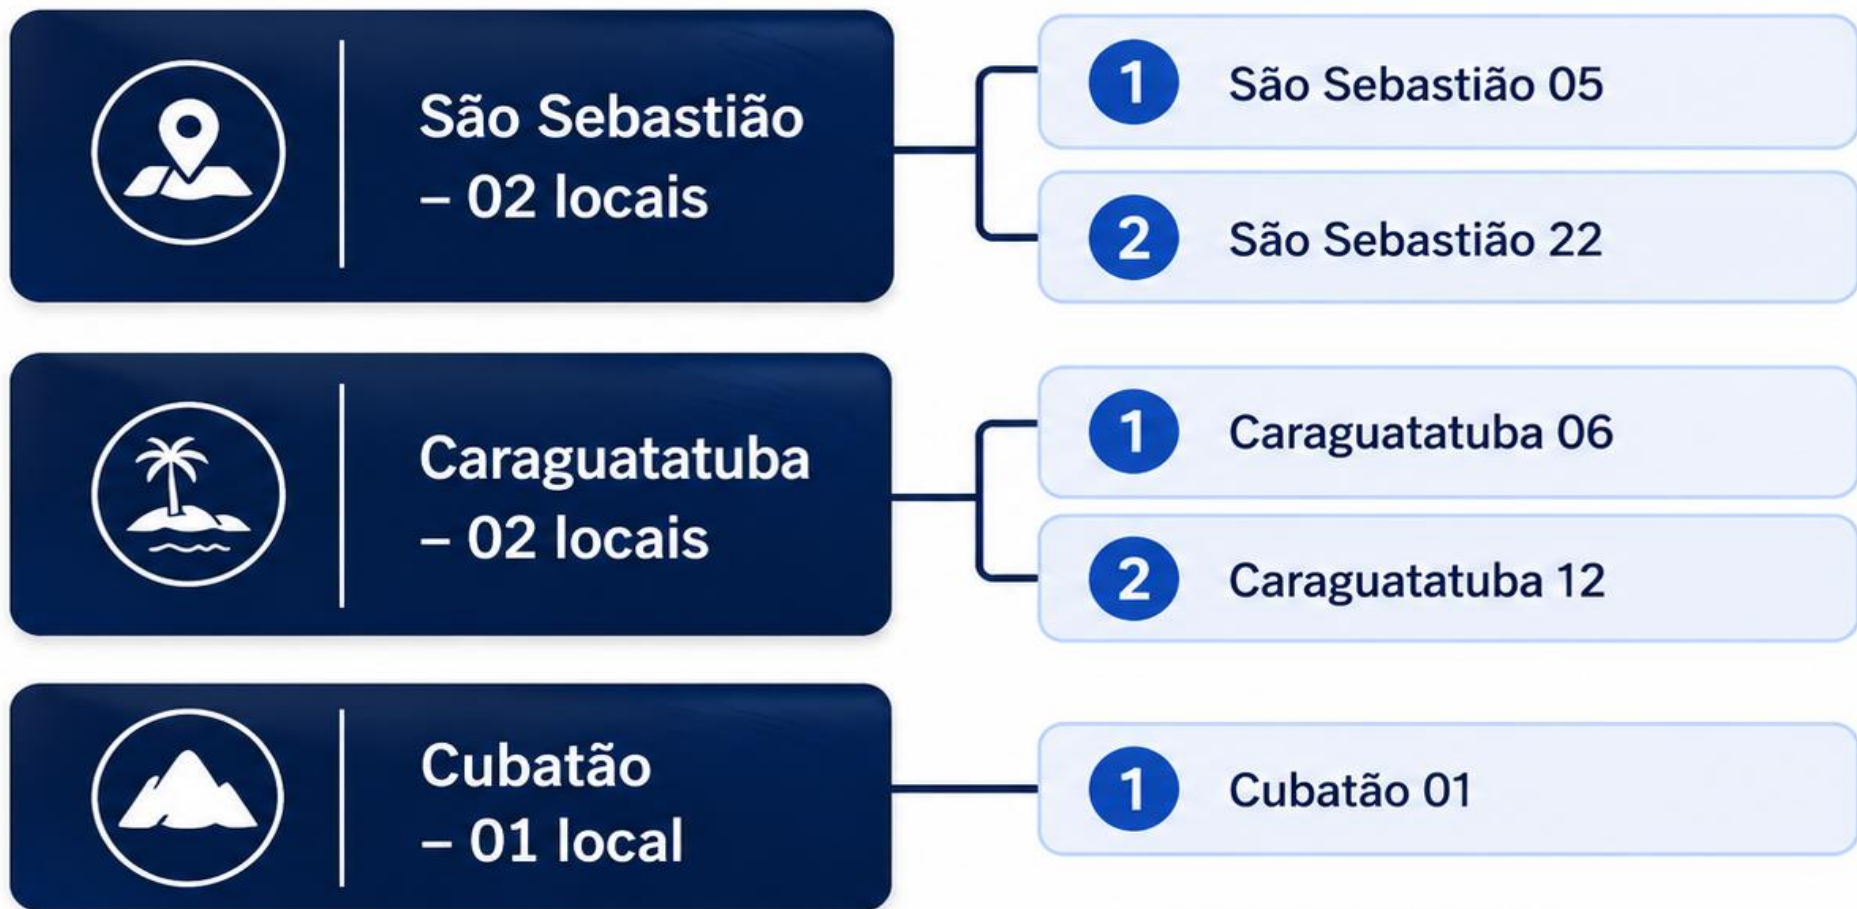 São Sebastião
– 02 locais
1 São Sebastião 05
2 São Sebastião 22
Caraguatatuba
– 02 locais
1 Caraguatatuba 06
2 Caraguatatuba 12
Cubatão
– 01 local
1 Cubatão 01